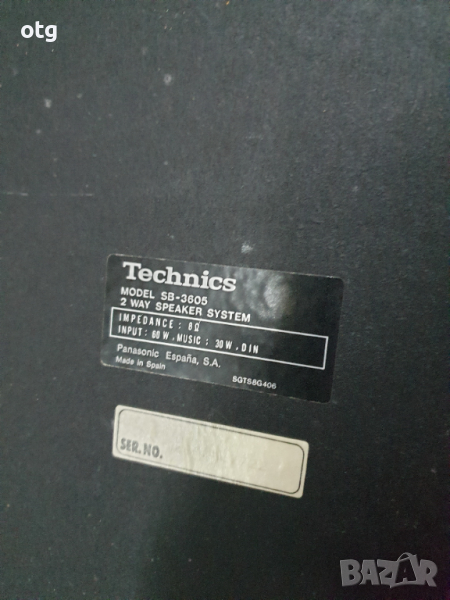 otg
Technics
MODEL SB-3605
2 WAY SPEAKER SYSTEM
IMPEDANCE: 8Ω
INPUT: 60 W, MUSIC; 30W, DIN
Panasonic España, S.A.
Made in Spain
SGTS8G406
SER.NO.
BAZAR